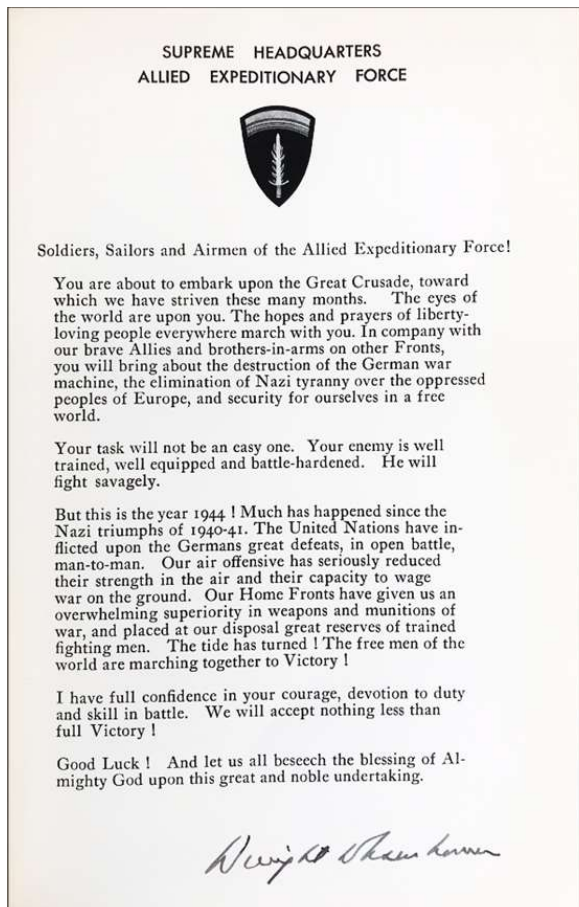 SUPREME HEADQUARTERS
ALLIED EXPEDITIONARY FORCE
Soldiers, Sailors and Airmen of the Allied Expeditionary Force!
You are about to embark upon the Great Crusade, toward
which we have striven these many months. The eyes of
the world are upon you. The hopes and prayers of liberty-
loving people everywhere march with you. In company with
our brave Allies and brothers-in-arms on other Fronts,
you will bring about the destruction of the German war
machine, the elimination of Nazi tyranny over the oppressed
peoples of Europe, and security for ourselves in a free
world.
Your task will not be an easy one. Your enemy is well
trained, well equipped and battle-hardened. He will
fight savagely.
But this is the year 1944 ! Much has happened since the
Nazi triumphs of 1940-41. The United Nations have in-
flicted upon the Germans great defeats, in open battle,
man-to-man. Our air offensive has seriously reduced
their strength in the air and their capacity to wage
war on the ground. Our Home Fronts have given us an
overwhelming superiority in weapons and munitions of
war, and placed at our disposal great reserves of trained
fighting men. The tide has turned ! The free men of the
world are marching together to Victory !
I have full confidence in your courage, devotion to duty
and skill in battle. We will accept nothing less than
full Victory !
Good Luck ! And let us all beseech the blessing of Al-
mighty God upon this great and noble undertaking.
Dwight Eisenhower